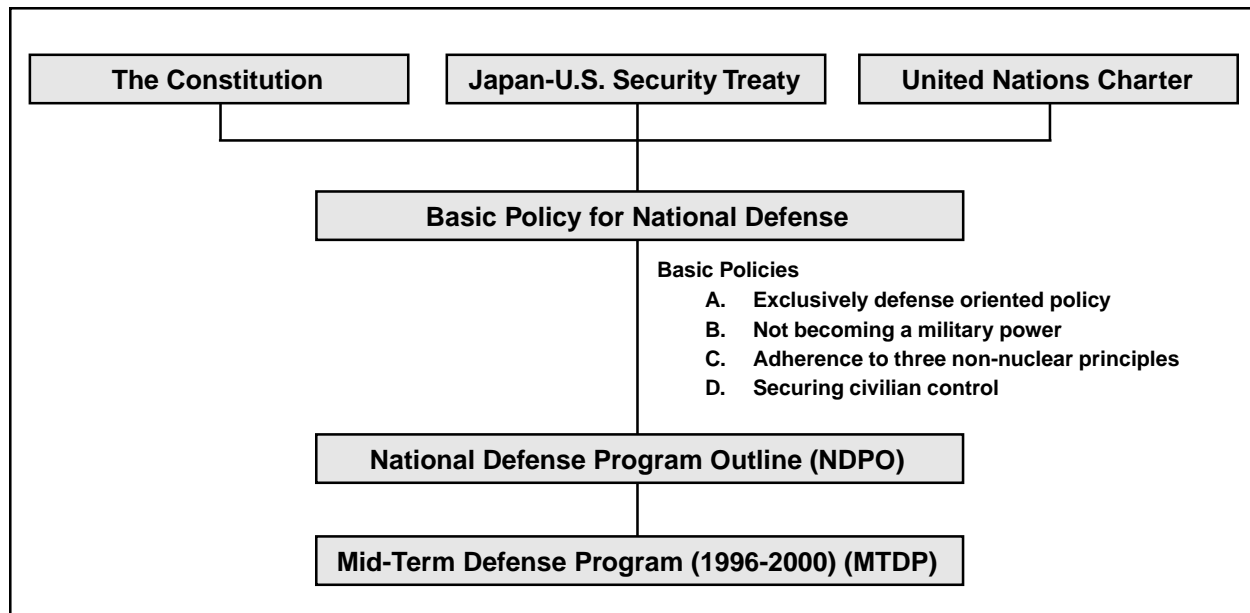 The Constitution
Japan-U.S. Security Treaty
United Nations Charter
Basic Policy for National Defense
Basic Policies
A. Exclusively defense oriented policy
B. Not becoming a military power
C. Adherence to three non-nuclear principles
D. Securing civilian control
National Defense Program Outline (NDPO)
Mid-Term Defense Program (1996-2000) (MTDP)